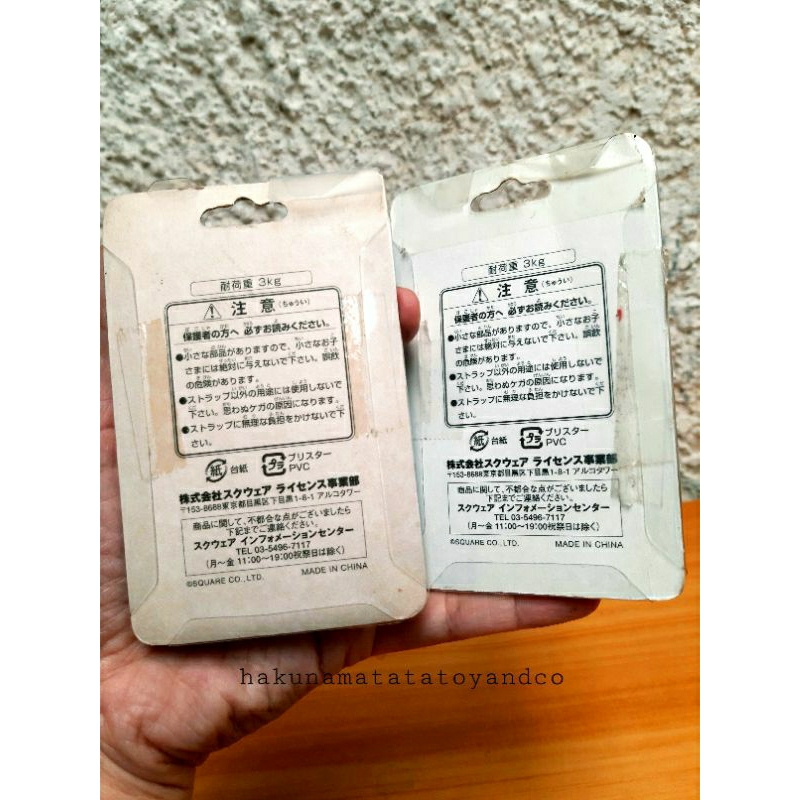 耐荷重 3kg
注意 (ちゅうい)
保護者の方へ 必ずお読みください。
●小さな部品がありますので、小さなお子
さまには絶対に与えないで下さい。誤飲
の危険があります。
●ストラップ以外の用途には使用しないで
下さい。思わぬケガの原因になります。
●ストラップに無理な負担をかけないで下
さい。
紙 台紙 プラ ブリスター
PVC
株式会社スクウェア ライセンス事業部
〒153-8688東京都目黒区下目黒1-8-1 アルコタワー
商品に関して、不都合な点がございましたら
下記までご連絡ください。
スクウェア インフォメーションセンター
TEL 03-5496-7117
(月〜金 11:00〜19:00祝祭日は除く)
©SQUARE CO., LTD. MADE IN CHINA
耐荷重 3kg
注意 (ちゅうい)
保護者の方へ 必ずお読みください。
●小さな部品がありますので、小さなお子
さまには絶対に与えないで下さい。誤飲
の危険があります。
●ストラップ以外の用途には使用しないで
下さい。思わぬケガの原因になります。
●ストラップに無理な負担をかけないで下
さい。
紙 台紙 プラ ブリスター
PVC
株式会社スクウェア ライセンス事業部
〒153-8688東京都目黒区下目黒1-8-1 アルコタワー
商品に関して、不都合な点がございましたら
下記までご連絡ください。
スクウェア インフォメーションセンター
TEL 03-5496-7117
(月〜金 11:00〜19:00祝祭日は除く)
©SQUARE CO., LTD. MADE IN CHINA
hakunamatatatoyandco